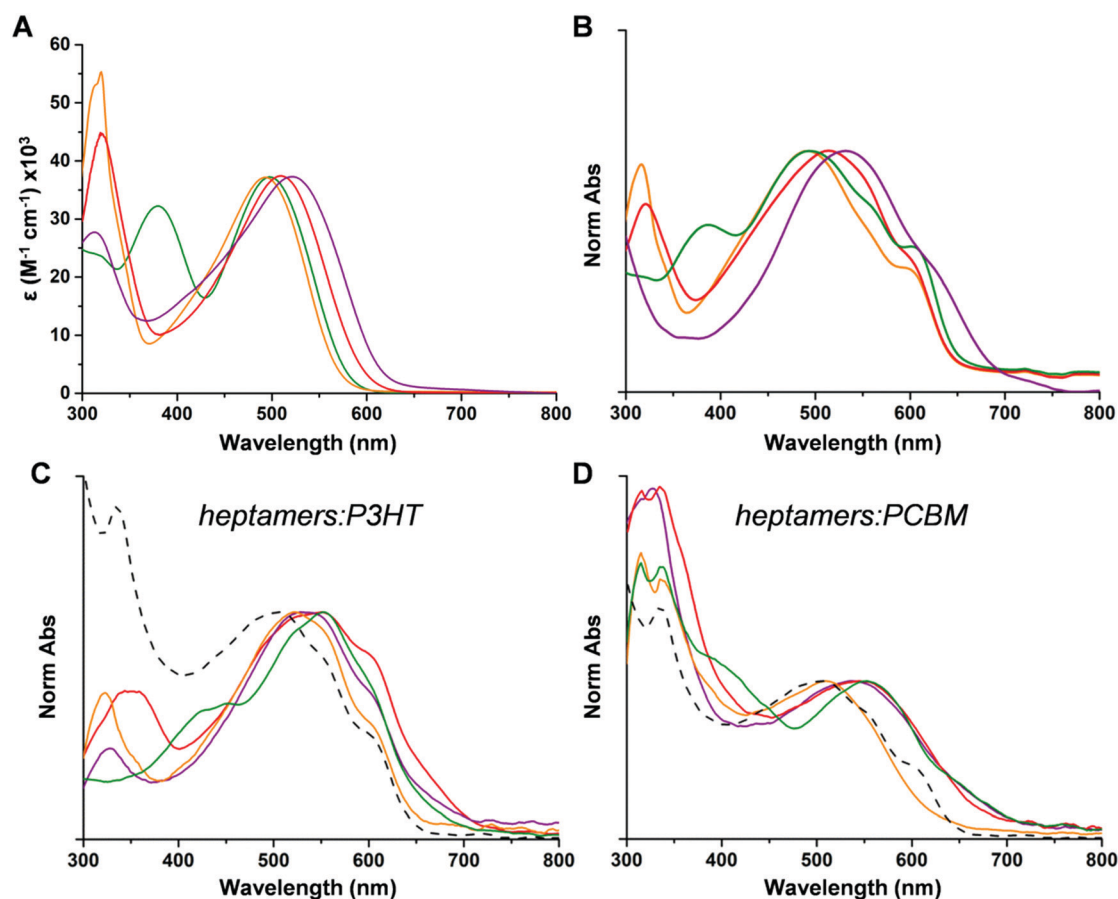 A
ε (M⁻¹ cm⁻¹) x10³
60
50
40
30
20
10
0
300 400 500 600 700 800
Wavelength (nm)
B
Norm Abs
300 400 500 600 700 800
Wavelength (nm)
C
heptamers:P3HT
Norm Abs
300 400 500 600 700 800
Wavelength (nm)
D
heptamers:PCBM
Norm Abs
300 400 500 600 700 800
Wavelength (nm)